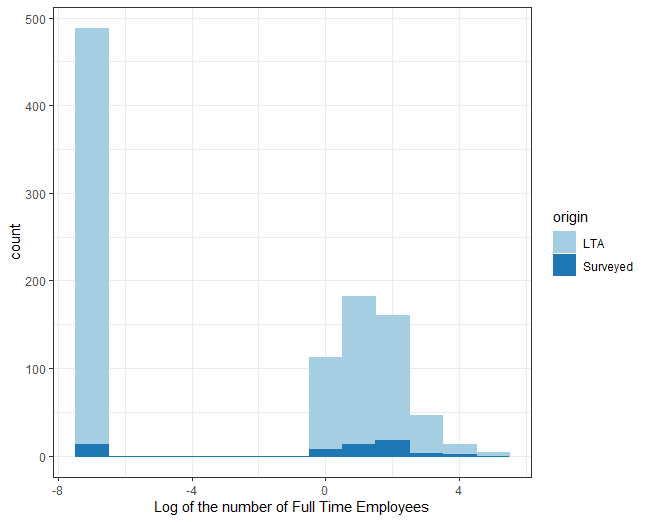 500
400
300
200
100
0
count
-8
-4
0
4
Log of the number of Full Time Employees
origin
LTA
Surveyed